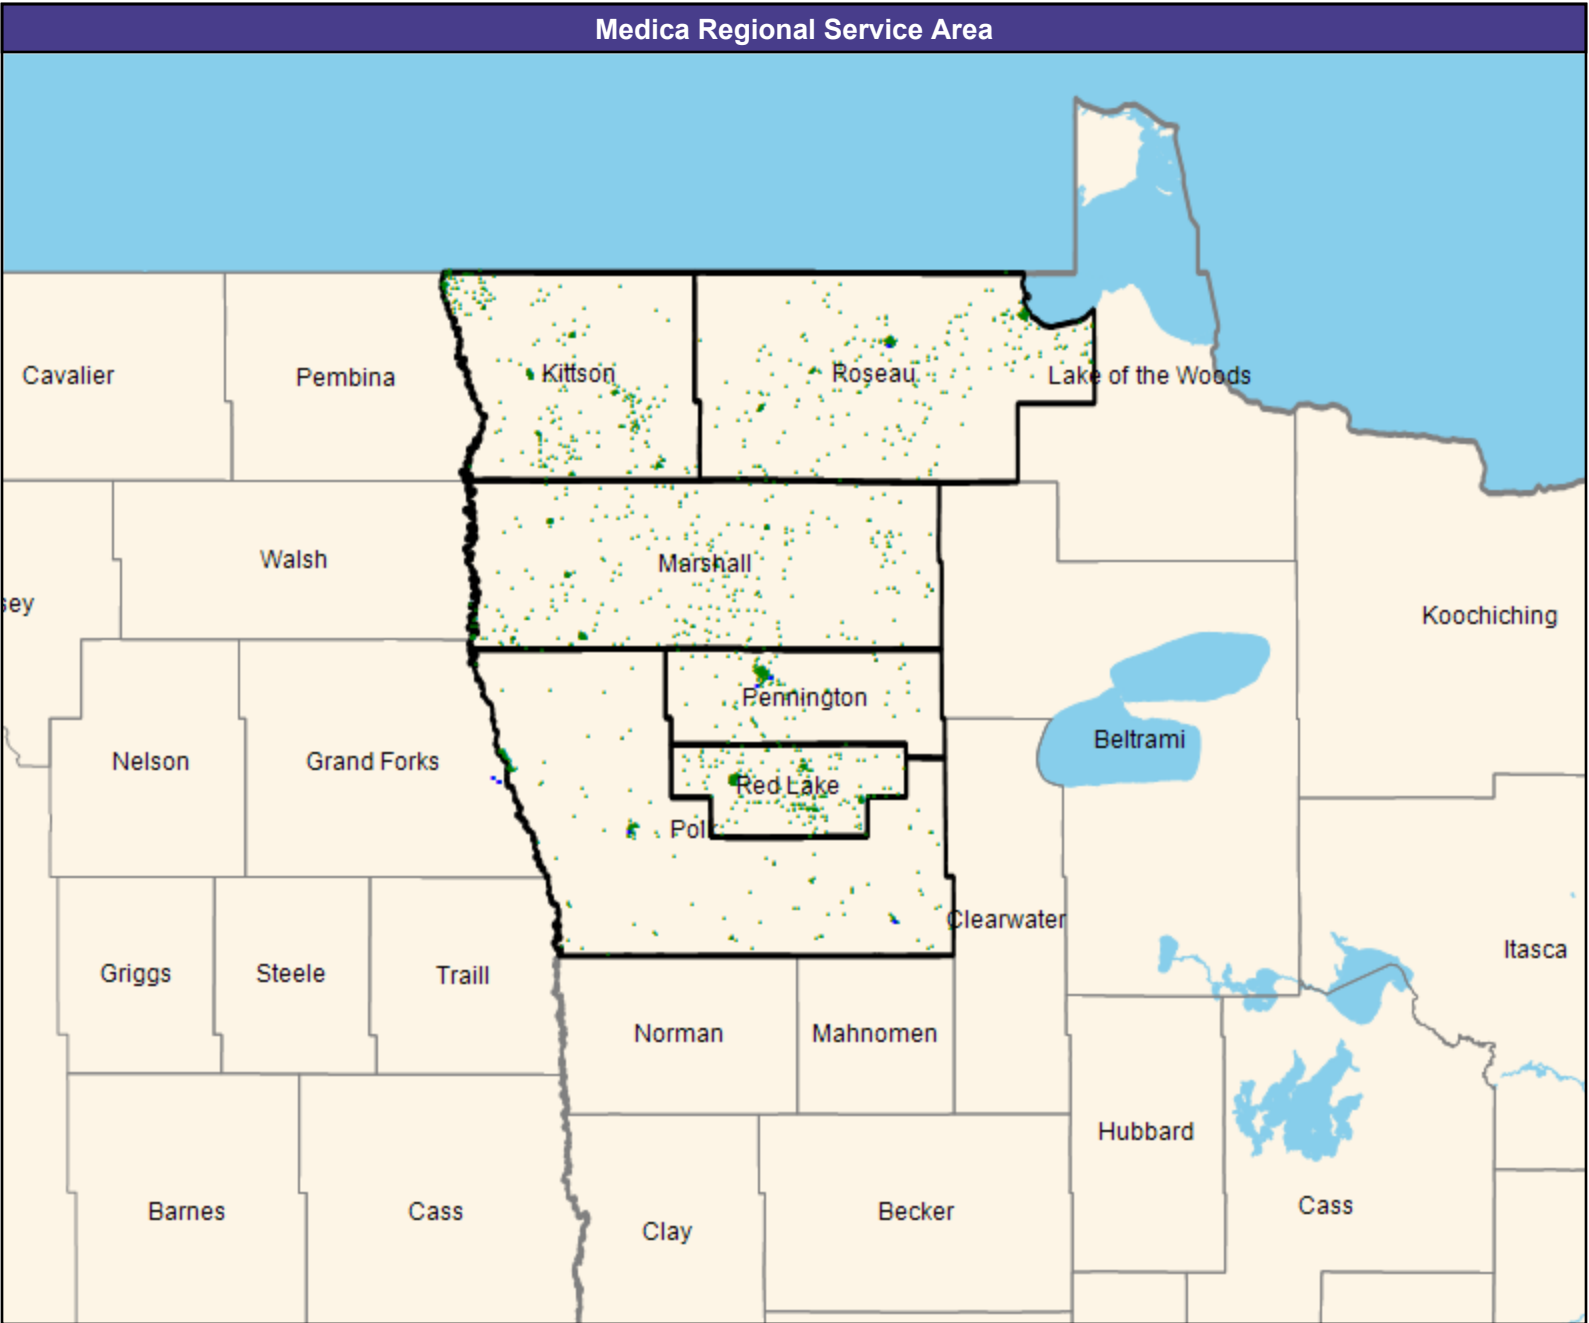 Medica Regional Service Area
Cavalier
Pembina
Kittson
Roseau
Lake of the Woods
Walsh
Marshall
sey
Koochiching
Pennington
Nelson
Grand Forks
Beltrami
Red Lake
Pol
Clearwater
Itasca
Griggs
Steele
Traill
Norman
Mahnomen
Hubbard
Barnes
Cass
Clay
Becker
Cass